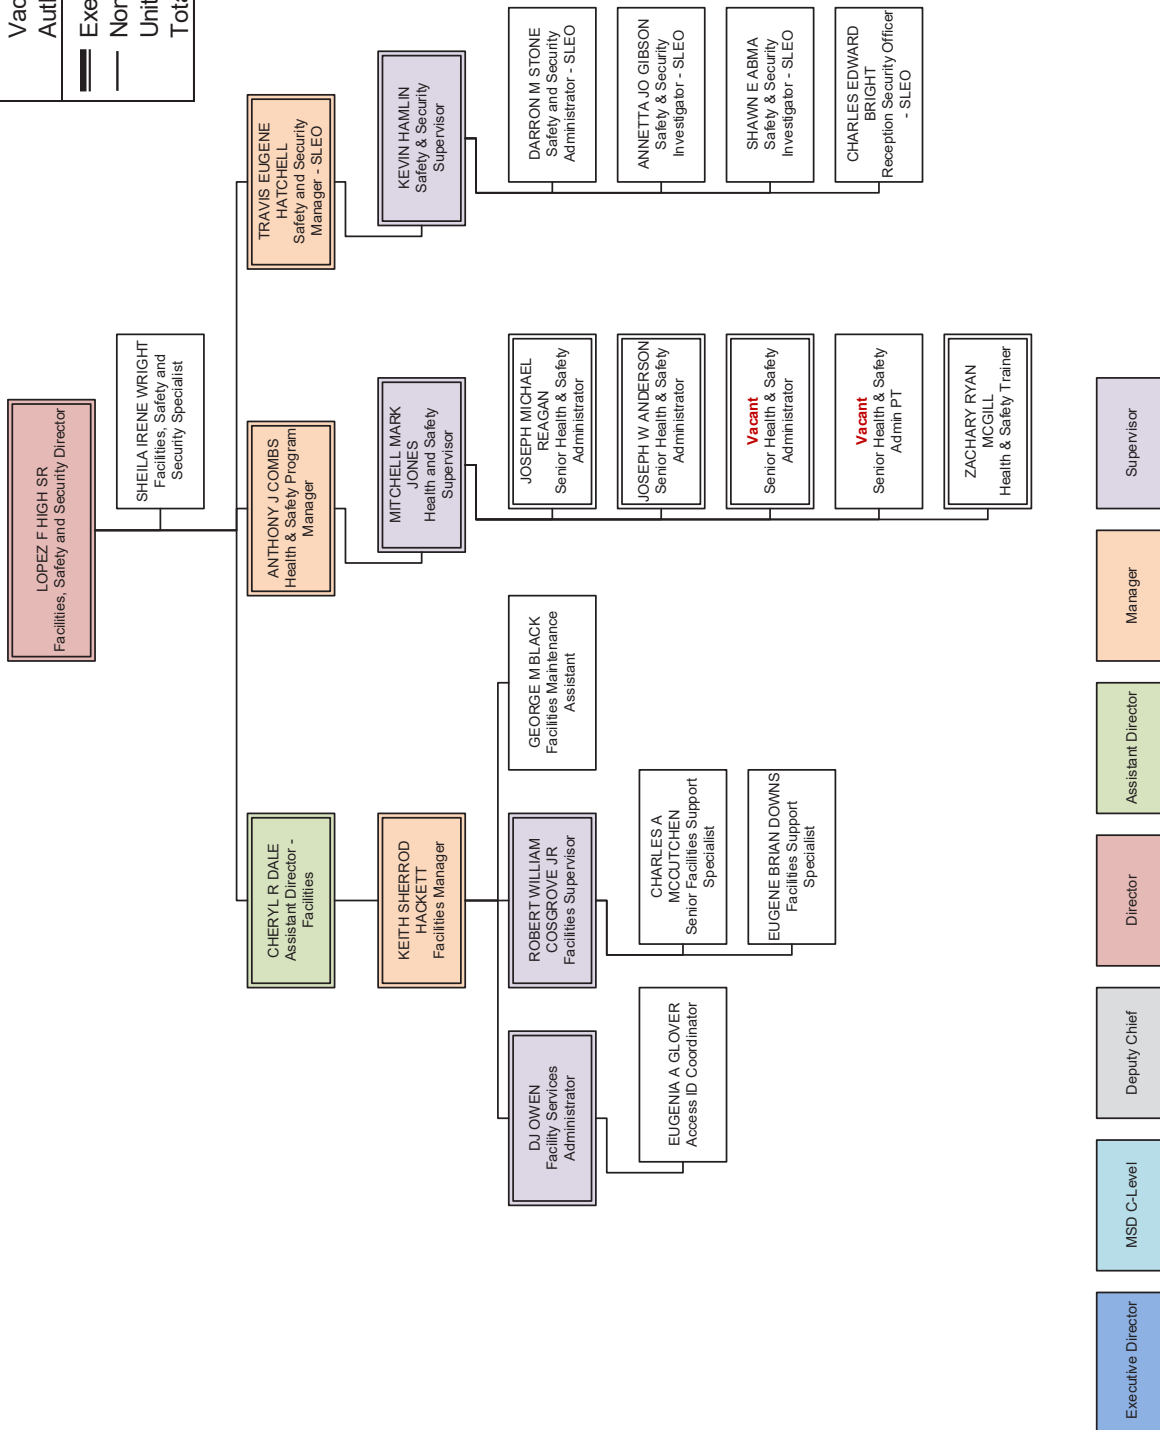 LOPEZ F HIGH SR
Facilities, Safety and Security Director
SHEILA IRENE WRIGHT
Facilities, Safety and
Security Specialist
CHERYL R DALE
Assistant Director -
Facilities
KEITH SHERROD
HACKETT
Facilities Manager
DJ OWEN
Facility Services
Administrator
EUGENIA A GLOVER
Access ID Coordinator
ROBERT WILLIAM
COSGROVE JR
Facilities Supervisor
CHARLES A
MCCUTCHEN
Senior Facilities Support
Specialist
EUGENE BRIAN DOWNS
Facilities Support
Specialist
GEORGE M BLACK
Facilities Maintenance
Assistant
ANTHONY J COMBS
Health & Safety Program
Manager
MITCHELL MARK
JONES
Health and Safety
Supervisor
JOSEPH MICHAEL
REAGAN
Senior Health & Safety
Administrator
JOSEPH W ANDERSON
Senior Health & Safety
Administrator
Vacant
Senior Health & Safety
Administrator
Vacant
Senior Health & Safety
Admin PT
ZACHARY RYAN
MCGILL
Health & Safety Trainer
TRAVIS EUGENE
HATCHELL
Safety and Security
Manager - SLEO
KEVIN HAMLIN
Safety & Security
Supervisor
DARRON M STONE
Safety and Security
Administrator - SLEO
ANNETTA JO GIBSON
Safety & Security
Investigator - SLEO
SHAWN E ABMA
Safety & Security
Investigator - SLEO
CHARLES EDWARD
BRIGHT
Reception Security Officer
- SLEO
Vac
Auth
Exe
Non
Unit
Tota
Executive Director
MSD C-Level
Deputy Chief
Director
Assistant Director
Manager
Supervisor